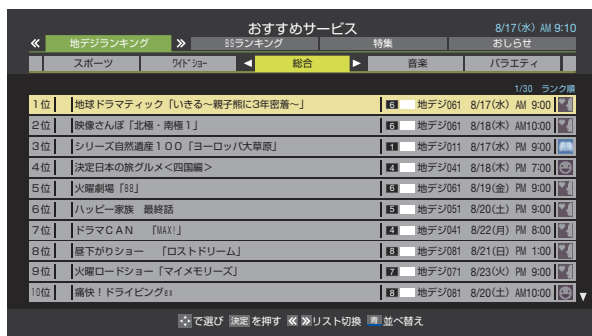 おすすめサービス 8/17(水) AM 9:10
≪ 地デジランキング ≫ BSランキング 特集 おしらせ
スポーツ ワイドショー ◀ 総合 ▶ 音楽 バラエティ
1/30 ランク順
1位 地球ドラマティック「いきる〜親子熊に3年密着〜」 6 地デジ061 8/17(水) AM 9:00
2位 映像さんぽ「北極・南極1」 6 地デジ061 8/18(木) AM10:00
3位 シリーズ自然遺産100「ヨーロッパ大草原」 1 地デジ011 8/17(水) PM 9:00
4位 決定日本の旅グルメ<四国編> 4 地デジ041 8/18(木) PM 7:00
5位 火曜劇場「88」 6 地デジ061 8/19(金) PM 9:00
6位 ハッピー家族 最終話 5 地デジ051 8/20(土) PM 9:00
7位 ドラマCAN 「MAX!」 4 地デジ041 8/22(月) PM 8:00
8位 昼下がりショー 「ロストドリーム」 8 地デジ081 8/21(日) PM 1:00
9位 火曜ロードショー「マイメモリーズ」 7 地デジ071 8/23(火) PM 9:00
10位 痛快!ドライビングex 8 地デジ081 8/20(土) AM10:00
で選び 決定 を押す ≪ ≫ リスト切換 青 並べ替え